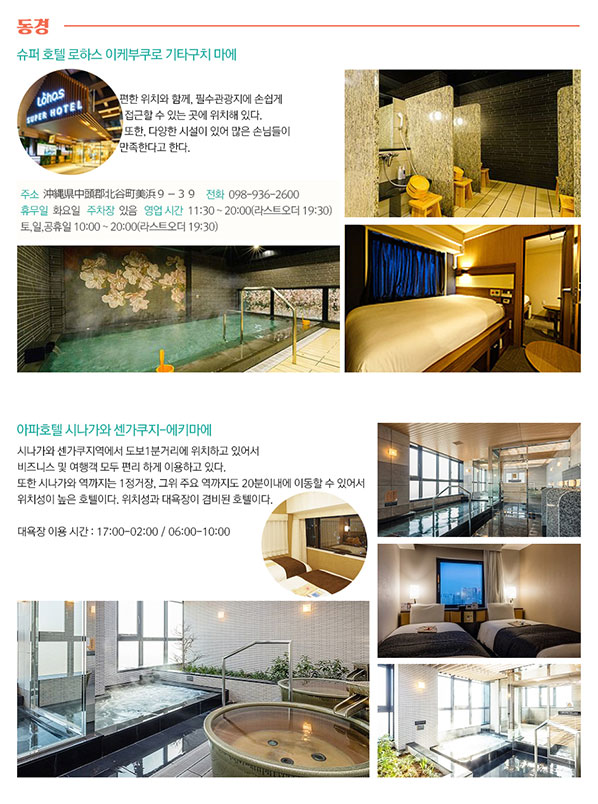 동경
슈퍼 호텔 로하스 이케부쿠로 기타구치 마에
Lohas
SUPER HOTEL
편한 위치와 함께, 필수관광지에 손쉽게
접근할 수 있는 곳에 위치해 있다.
또한, 다양한 시설이 있어 많은 손님들이
만족한다고 한다.
주소 沖縄県中頭郡北谷町美浜９－３９ 전화 098-936-2600
휴무일 화요일 주차장 있음 영업 시간 11:30 ~ 20:00(라스트오더 19:30)
토,일,공휴일 10:00 ~ 20:00(라스트오더 19:30)
아파호텔 시나가와 센가쿠지-에키마에
시나가와 센가쿠지역에서 도보1분거리에 위치하고 있어서
비즈니스 및 여행객 모두 편리 하게 이용하고 있다.
또한 시나가와 역까지는 1정거장, 그위 주요 역까지도 20분이내에 이동할 수 있어서
위치성이 높은 호텔이다. 위치성과 대욕장이 겸비된 호텔이다.
대욕장 이용 시간 : 17:00-02:00 / 06:00-10:00